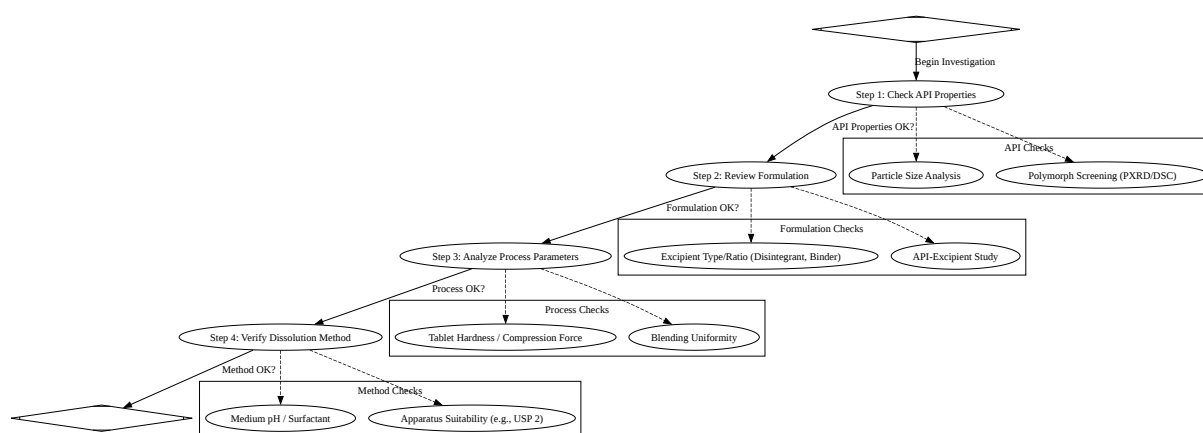 Begin Investigation
Step 1: Check API Properties
API Properties OK?
API Checks
Step 2: Review Formulation
Particle Size Analysis
Polymorph Screening (PXRD/DSC)
Formulation OK?
Formulation Checks
Step 3: Analyze Process Parameters
Excipient Type/Ratio (Disintegrant, Binder)
API-Excipient Study
Process OK?
Process Checks
Step 4: Verify Dissolution Method
Tablet Hardness / Compression Force
Blending Uniformity
Method OK?
Method Checks
Medium pH / Surfactant
Apparatus Suitability (e.g., USP 2)